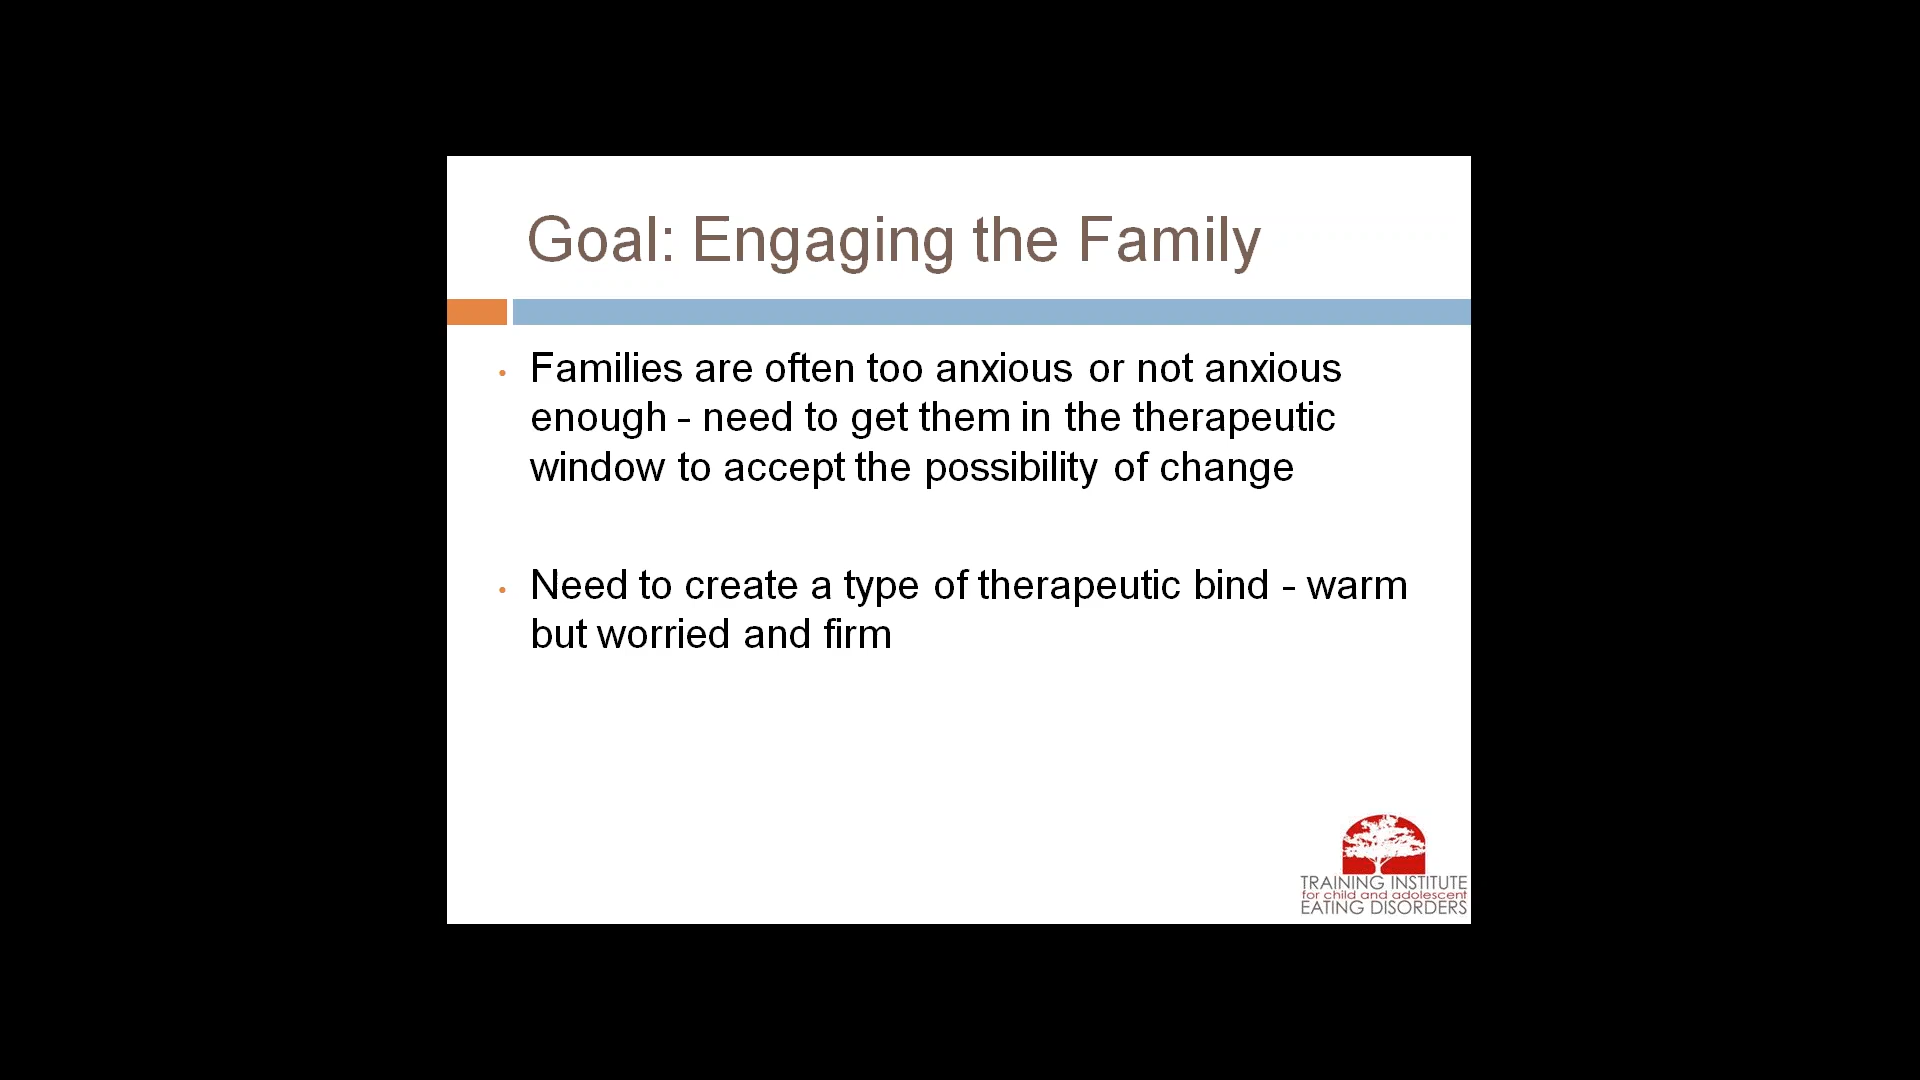 Goal: Engaging the Family
• Families are often too anxious or not anxious
enough - need to get them in the therapeutic
window to accept the possibility of change
• Need to create a type of therapeutic bind - warm
but worried and firm
TRAINING INSTITUTE
for child and adolescent
EATING DISORDERS